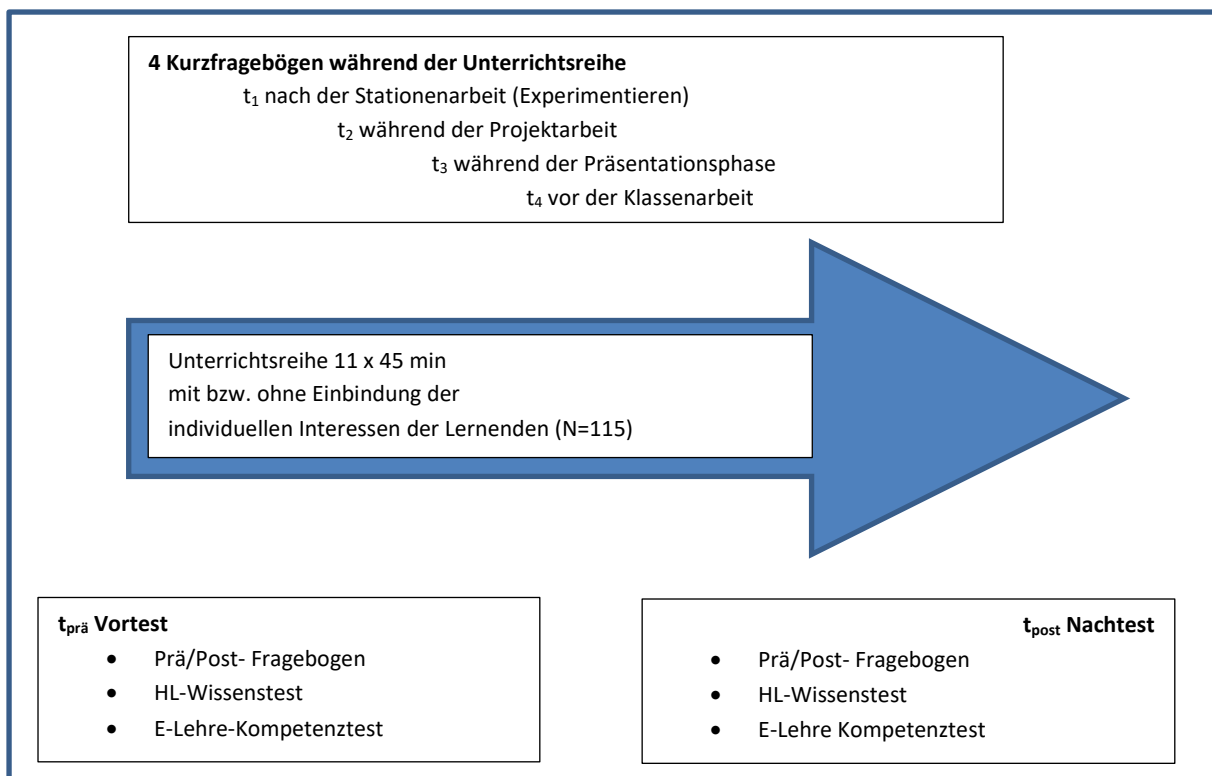 4 Kurzfragebögen während der Unterrichtsreihe
t₁ nach der Stationenarbeit (Experimentieren)
t₂ während der Projektarbeit
t₃ während der Präsentationsphase
t₄ vor der Klassenarbeit
Unterrichtsreihe 11 x 45 min
mit bzw. ohne Einbindung der
individuellen Interessen der Lernenden (N=115)
tprä Vortest
• Prä/Post- Fragebogen
• HL-Wissenstest
• E-Lehre-Kompetenztest
tpost Nachtest
• Prä/Post- Fragebogen
• HL-Wissenstest
• E-Lehre Kompetenztest